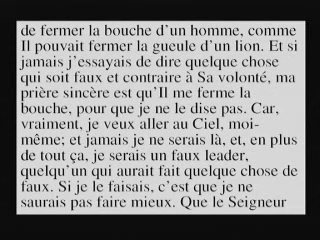 de fermer la bouche d’un homme, comme
Il pouvait fermer la gueule d’un lion. Et si
jamais j’essayais de dire quelque chose
qui soit faux et contraire à Sa volonté, ma
prière sincère est qu’Il me ferme la
bouche, pour que je ne le dise pas. Car,
vraiment, je veux aller au Ciel, moi-
même; et jamais je ne serais là, et, en plus
de tout ça, je serais un faux leader,
quelqu’un qui aurait fait quelque chose de
faux. Si je le faisais, c’est que je ne
saurais pas faire mieux. Que le Seigneur